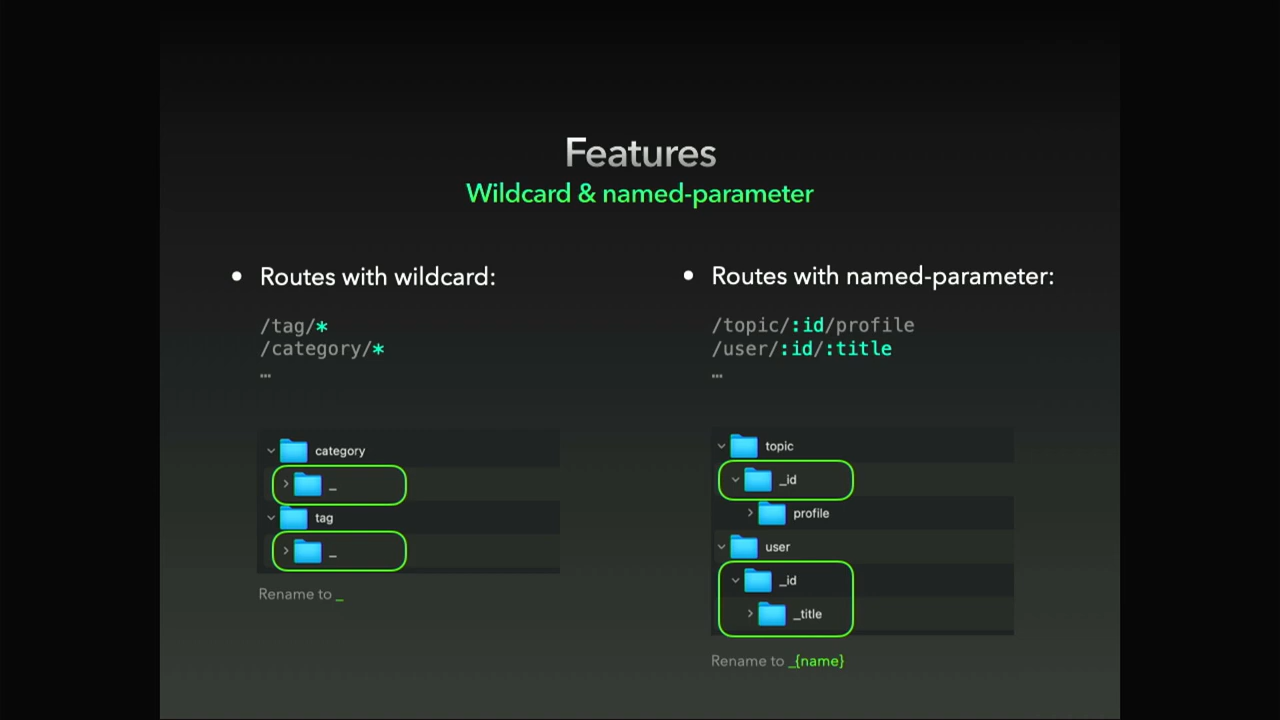 Features
Wildcard & named-parameter
• Routes with wildcard:
/tag/*
/category/*
…
category
_
tag
_
Rename to _
• Routes with named-parameter:
/topic/:id/profile
/user/:id/:title
…
topic
_id
profile
user
_id
_title
Rename to _{name}